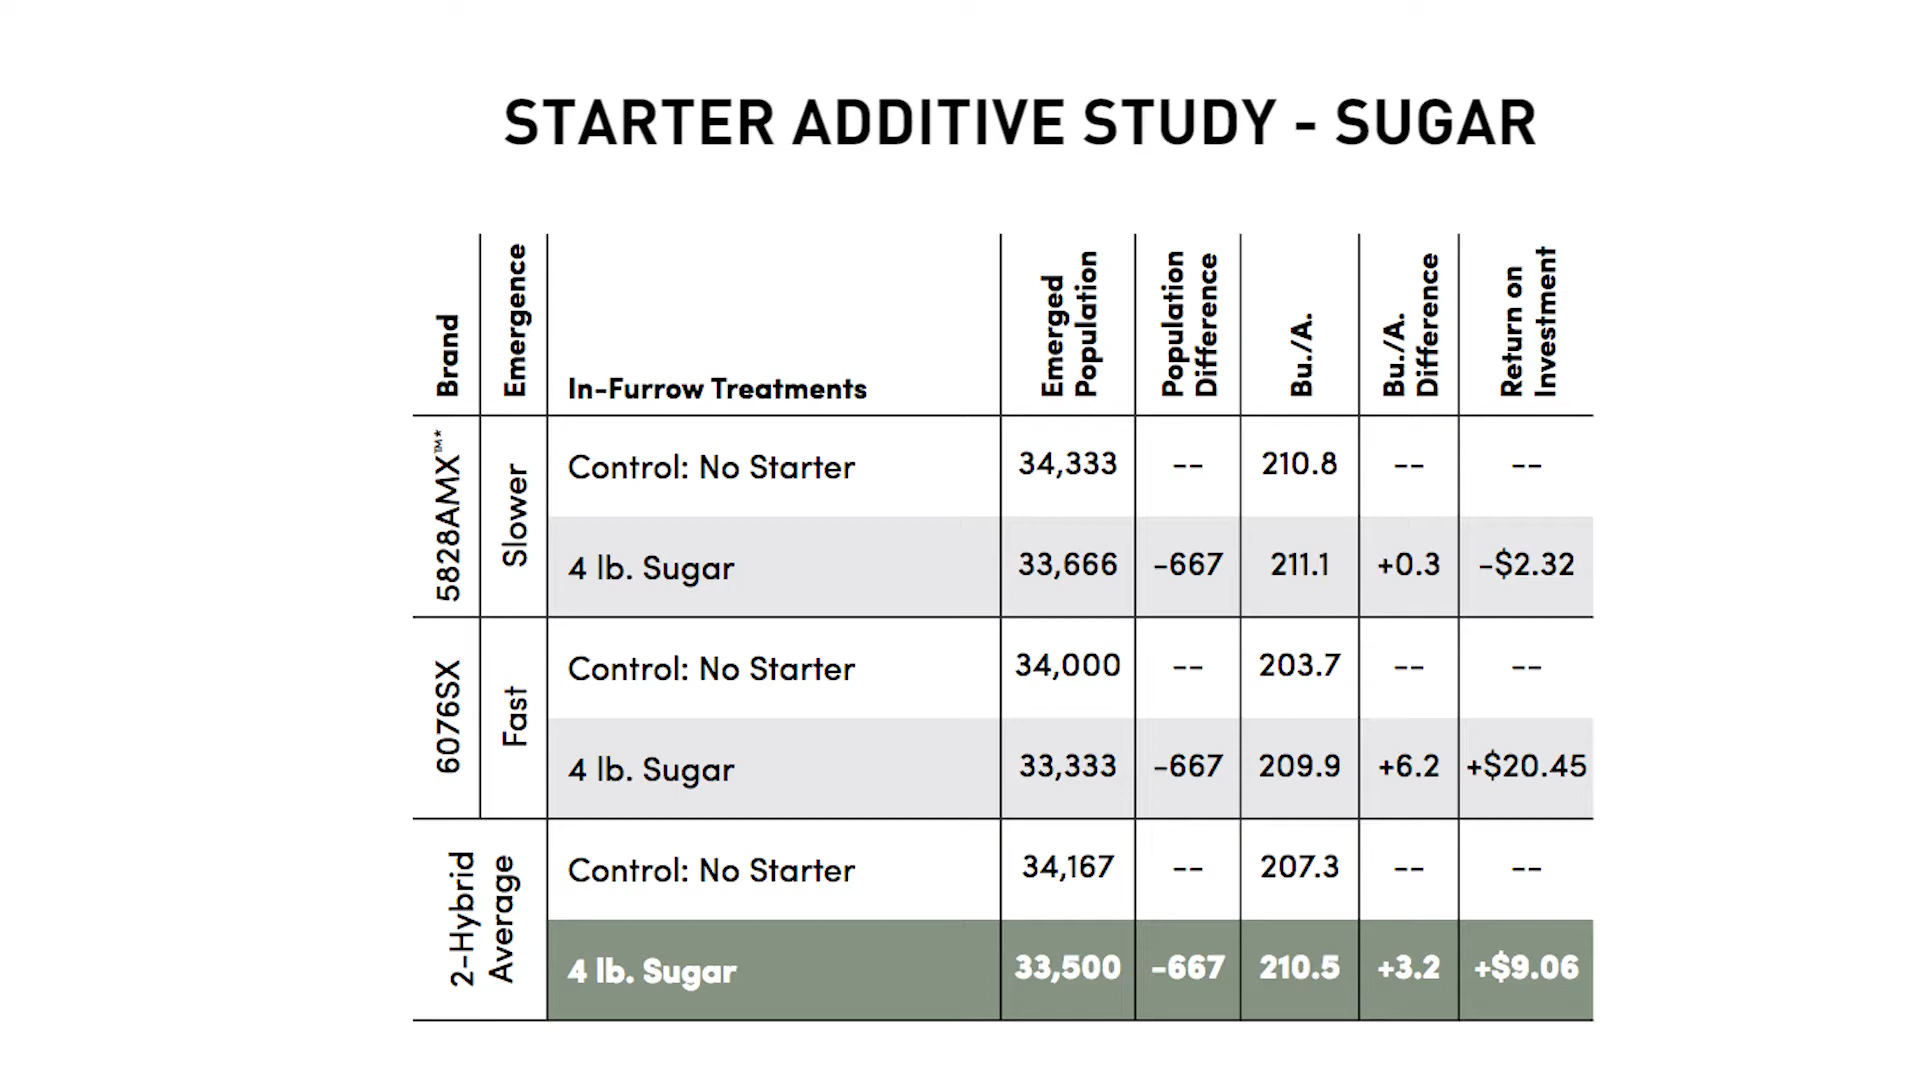 STARTER ADDITIVE STUDY - SUGAR
Brand
Emergence
In-Furrow Treatments
Emerged
Population
Population
Difference
Bu./A.
Bu./A.
Difference
Return on
Investment
5828AMX™*
Slower
Control: No Starter 34,333 -- 210.8 -- --
4 lb. Sugar 33,666 -667 211.1 +0.3 -$2.32
6076SX
Fast
Control: No Starter 34,000 -- 203.7 -- --
4 lb. Sugar 33,333 -667 209.9 +6.2 +$20.45
2-Hybrid
Average
Control: No Starter 34,167 -- 207.3 -- --
4 lb. Sugar 33,500 -667 210.5 +3.2 +$9.06